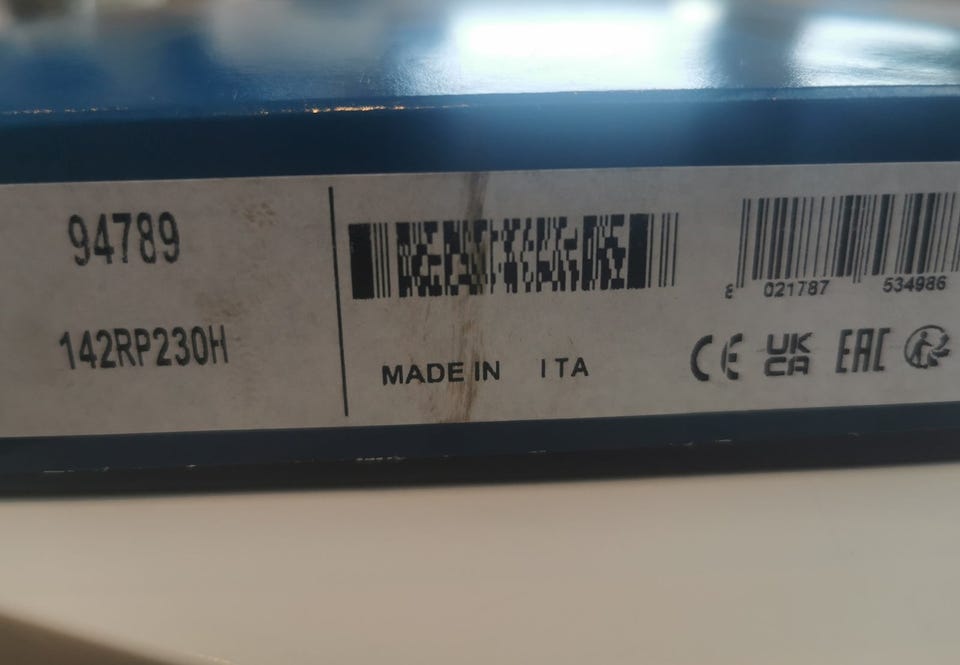 94789
142RP230H
MADE IN ITA
8 021787 534986
CE UK CA EAC